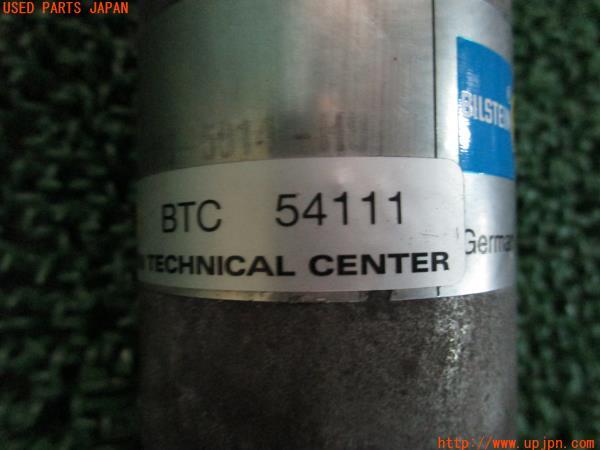 USED PARTS JAPAN
BILSTEIN
BTC 54111
German
TECHNICAL CENTER
http://www.upjpn.com/